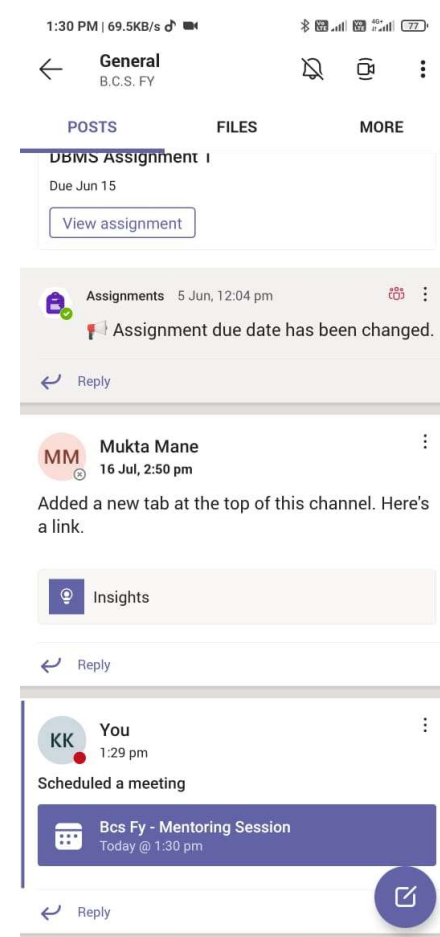 1:30 PM | 69.5KB/s
77
General
B.C.S. FY
POSTS FILES MORE
DBMS Assignment 1
Due Jun 15
View assignment
Assignments 5 Jun, 12:04 pm
Assignment due date has been changed.
Reply
MM
Mukta Mane
16 Jul, 2:50 pm
Added a new tab at the top of this channel. Here's
a link.
Insights
Reply
KK
You
1:29 pm
Scheduled a meeting
Bcs Fy - Mentoring Session
Today @ 1:30 pm
Reply